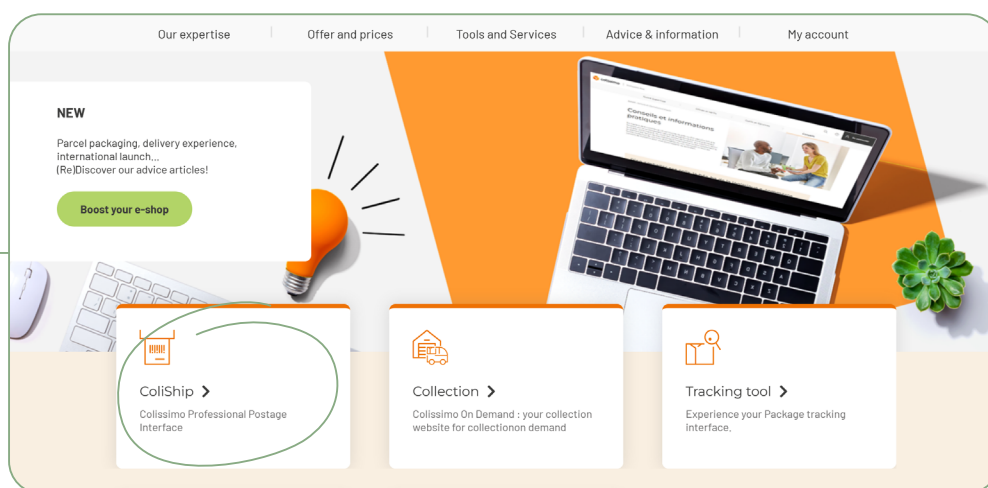 Our expertise
Offer and prices
Tools and Services
Advice & information
My account
NEW
Parcel packaging, delivery experience,
international launch...
(Re)Discover our advice articles!
Boost your e-shop
Conseils et informations
pratiques
ColiShip
Colissimo Professional Postage
Interface
Collection
Colissimo On Demand : your collection
website for collectionon demand
Tracking tool
Experience your Package tracking
interface.